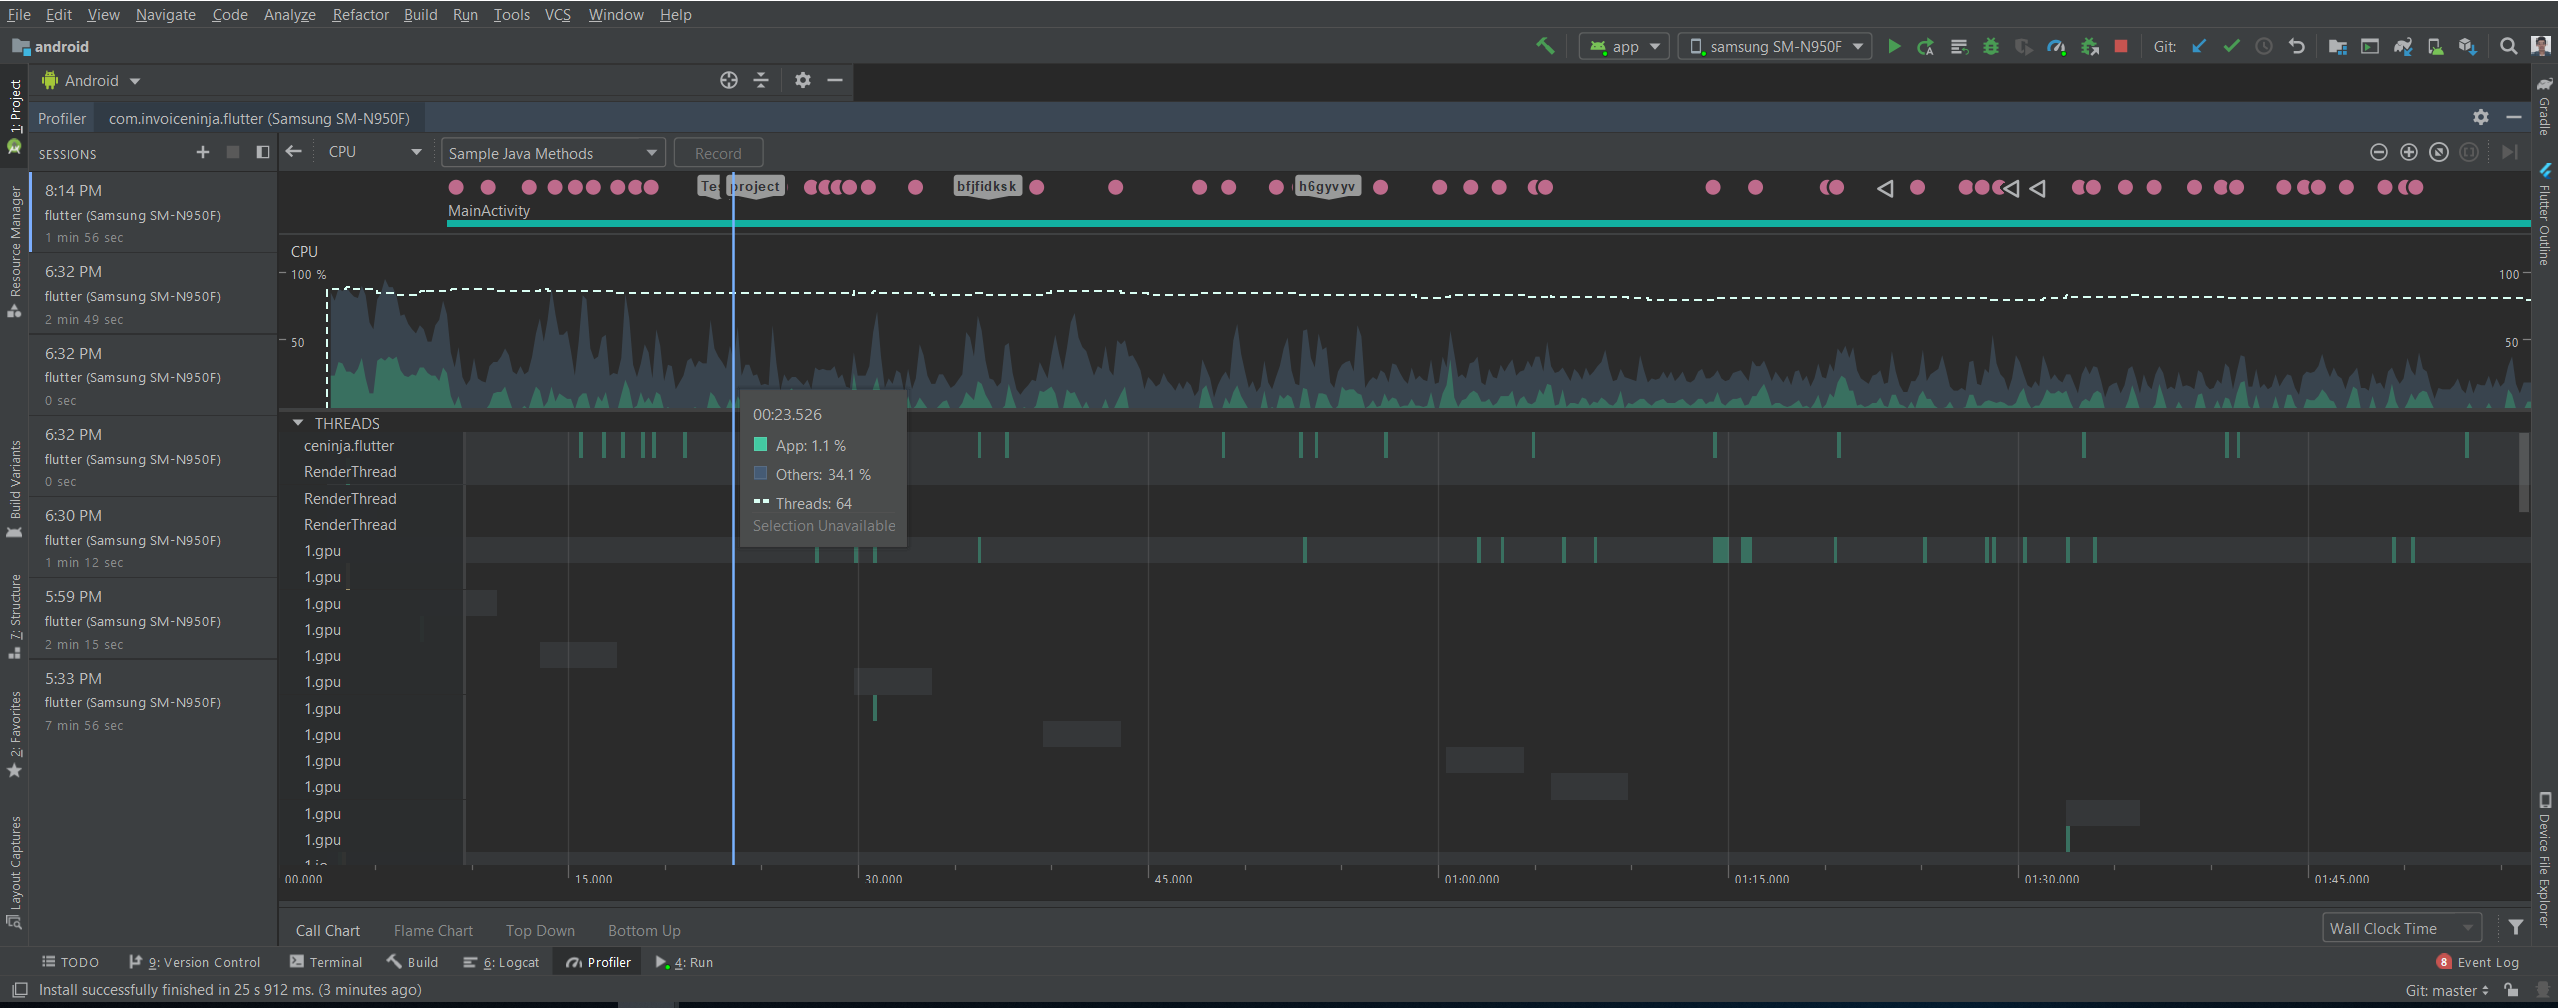 File Edit View Navigate Code Analyze Refactor Build Run Tools VCS Window Help
android
app
samsung SM-N950F
Git:
Android
Profiler
com.invoiceninja.flutter (Samsung SM-N950F)
SESSIONS
CPU
Sample Java Methods
Record
8:14 PM
flutter (Samsung SM-N950F)
1 min 56 sec
6:32 PM
flutter (Samsung SM-N950F)
2 min 49 sec
6:32 PM
flutter (Samsung SM-N950F)
0 sec
6:32 PM
flutter (Samsung SM-N950F)
0 sec
6:30 PM
flutter (Samsung SM-N950F)
1 min 12 sec
5:59 PM
flutter (Samsung SM-N950F)
2 min 15 sec
5:33 PM
flutter (Samsung SM-N950F)
7 min 56 sec
1: Project
Resource Manager
Build Variants
7: Structure
2: Favorites
Layout Captures
Tes project bfjfidksk h6gyvyv
MainActivity
CPU
100 %
100
50
50
THREADS
ceninja.flutter
RenderThread
RenderThread
RenderThread
1.gpu
1.gpu
1.gpu
1.gpu
1.gpu
1.gpu
1.gpu
1.gpu
1.gpu
1.gpu
1.gpu
1.gpu
1.io
00:23.526
App: 1.1 %
Others: 34.1 %
Threads: 64
Selection Unavailable
00.000 15.000 30.000 45.000 01:00.000 01:15.000 01:30.000 01:45.000
Call Chart Flame Chart Top Down Bottom Up
Wall Clock Time
Gradle
Flutter Outline
Device File Explorer
TODO 9: Version Control Terminal Build 6: Logcat Profiler 4: Run
8 Event Log
Install successfully finished in 25 s 912 ms. (3 minutes ago)
Git: master